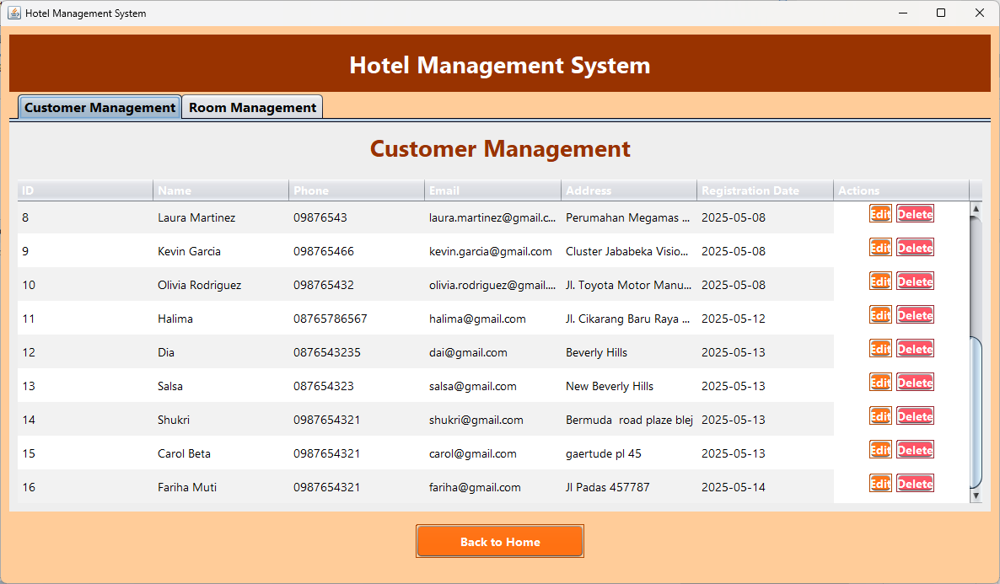 Hotel Management System
Hotel Management System
Customer Management Room Management
Customer Management
ID Name Phone Email Address Registration Date Actions
8 Laura Martinez 09876543 laura.martinez@gmail.c... Perumahan Megamas ... 2025-05-08 Edit Delete
9 Kevin Garcia 098765466 kevin.garcia@gmail.com Cluster Jababeka Visio... 2025-05-08 Edit Delete
10 Olivia Rodriguez 098765432 olivia.rodriguez@gmail.... Jl. Toyota Motor Manu... 2025-05-08 Edit Delete
11 Halima 08765786567 halima@gmail.com Jl. Cikarang Baru Raya ... 2025-05-12 Edit Delete
12 Dia 0876543235 dai@gmail.com Beverly Hills 2025-05-13 Edit Delete
13 Salsa 087654323 salsa@gmail.com New Beverly Hills 2025-05-13 Edit Delete
14 Shukri 0987654321 shukri@gmail.com Bermuda  road plaze blej 2025-05-13 Edit Delete
15 Carol Beta 0987654321 carol@gmail.com gaertude pl 45 2025-05-13 Edit Delete
16 Fariha Muti 0987654321 fariha@gmail.com Jl Padas 457787 2025-05-14 Edit Delete
Back to Home